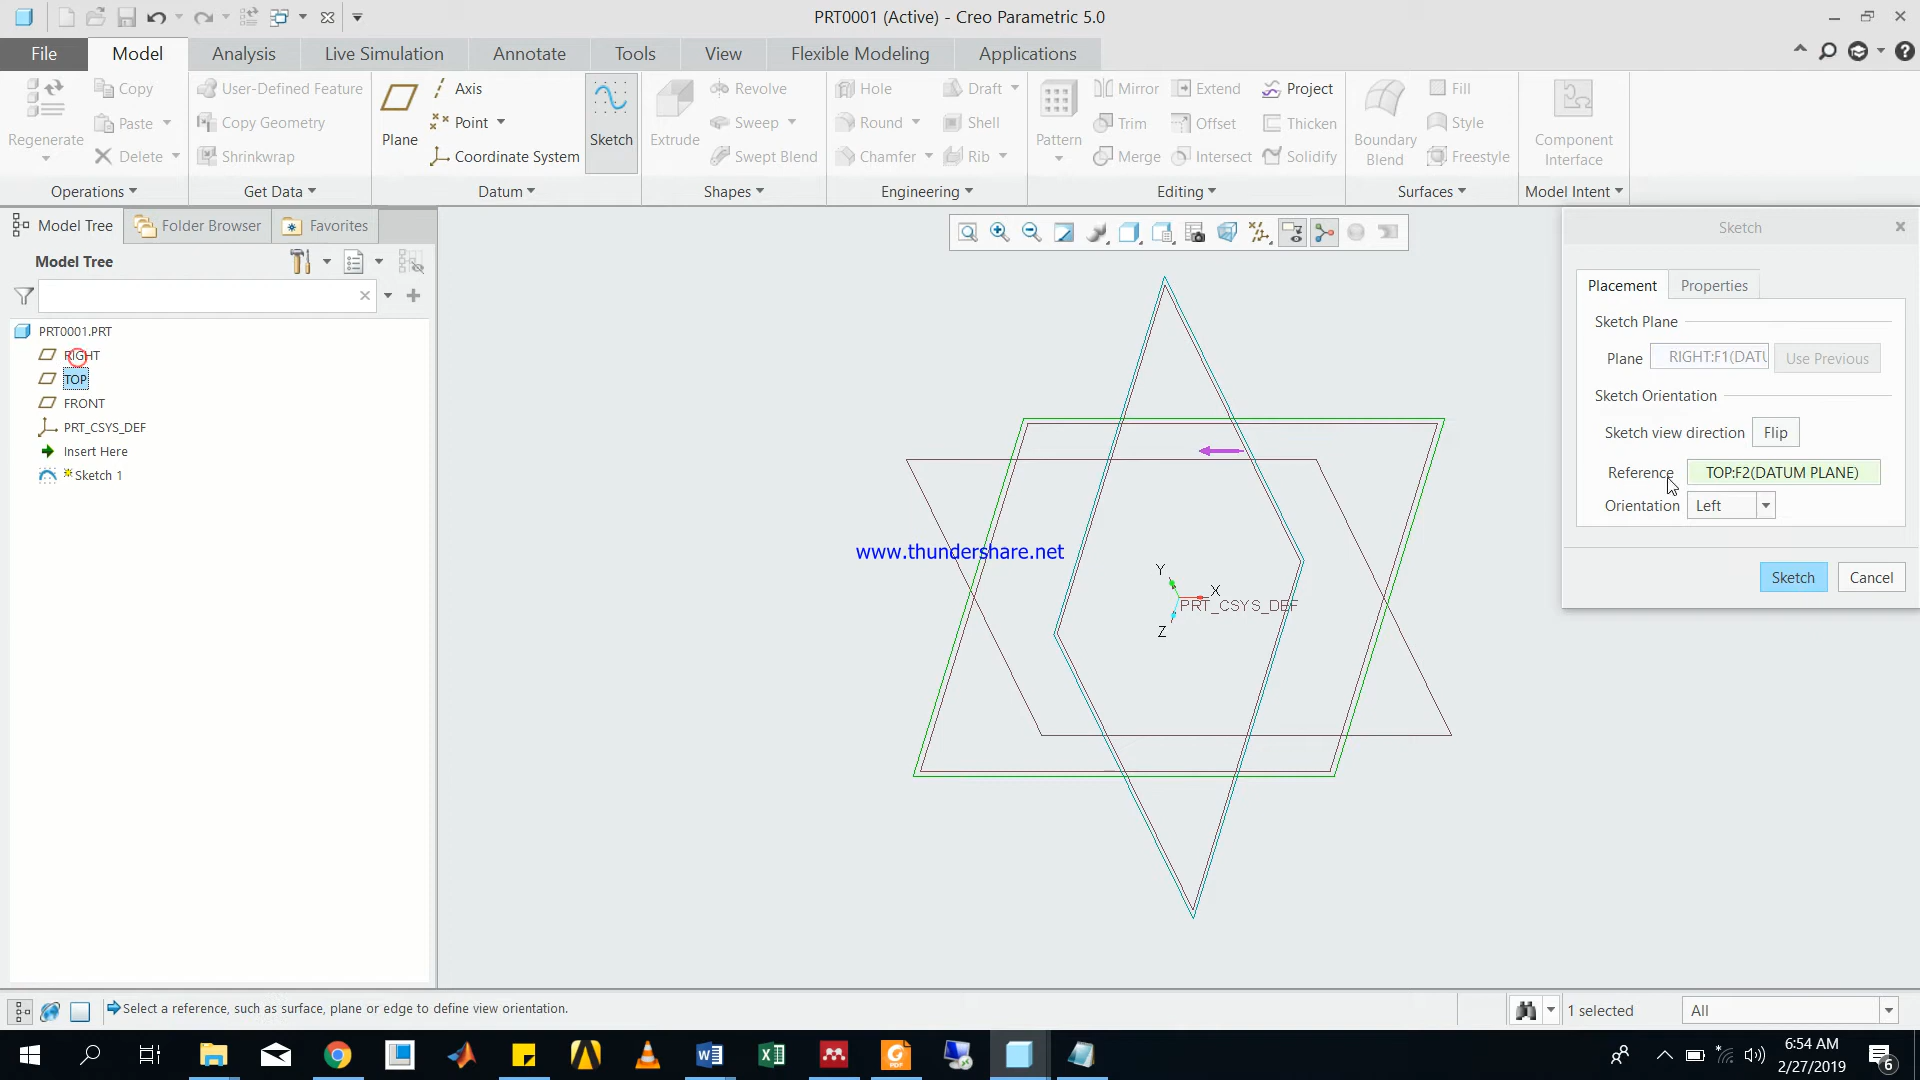 PRT0001 (Active) - Creo Parametric 5.0
File Model Analysis Live Simulation Annotate Tools View Flexible Modeling Applications
Regenerate
Copy
Paste
Delete
Operations
User-Defined Feature
Copy Geometry
Shrinkwrap
Get Data
Plane
Axis
Point
Coordinate System
Datum
Sketch
Extrude
Revolve
Sweep
Swept Blend
Shapes
Hole
Round
Chamfer
Draft
Shell
Rib
Engineering
Pattern
Mirror
Trim
Merge
Extend
Offset
Intersect
Project
Thicken
Solidify
Editing
Boundary
Blend
Fill
Style
Freestyle
Surfaces
Component
Interface
Model Intent
Model Tree Folder Browser Favorites
Model Tree
PRT0001.PRT
RIGHT
TOP
FRONT
PRT_CSYS_DEF
Insert Here
Sketch 1
www.thundershare.net
Y
X
PRT_CSYS_DEF
Z
Sketch
Placement Properties
Sketch Plane
Plane RIGHT:F1(DATU Use Previous
Sketch Orientation
Sketch view direction Flip
Reference TOP:F2(DATUM PLANE)
Orientation Left
Sketch Cancel
Select a reference, such as surface, plane or edge to define view orientation.
1 selected All
6:54 AM
2/27/2019
6